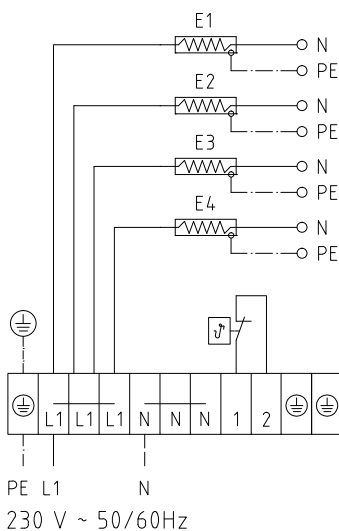 E1
N
PE
E2
N
PE
E3
N
PE
E4
N
PE
ϑ
L1 L1 L1 N N N 1 2
PE L1 N
230 V ~ 50/60Hz